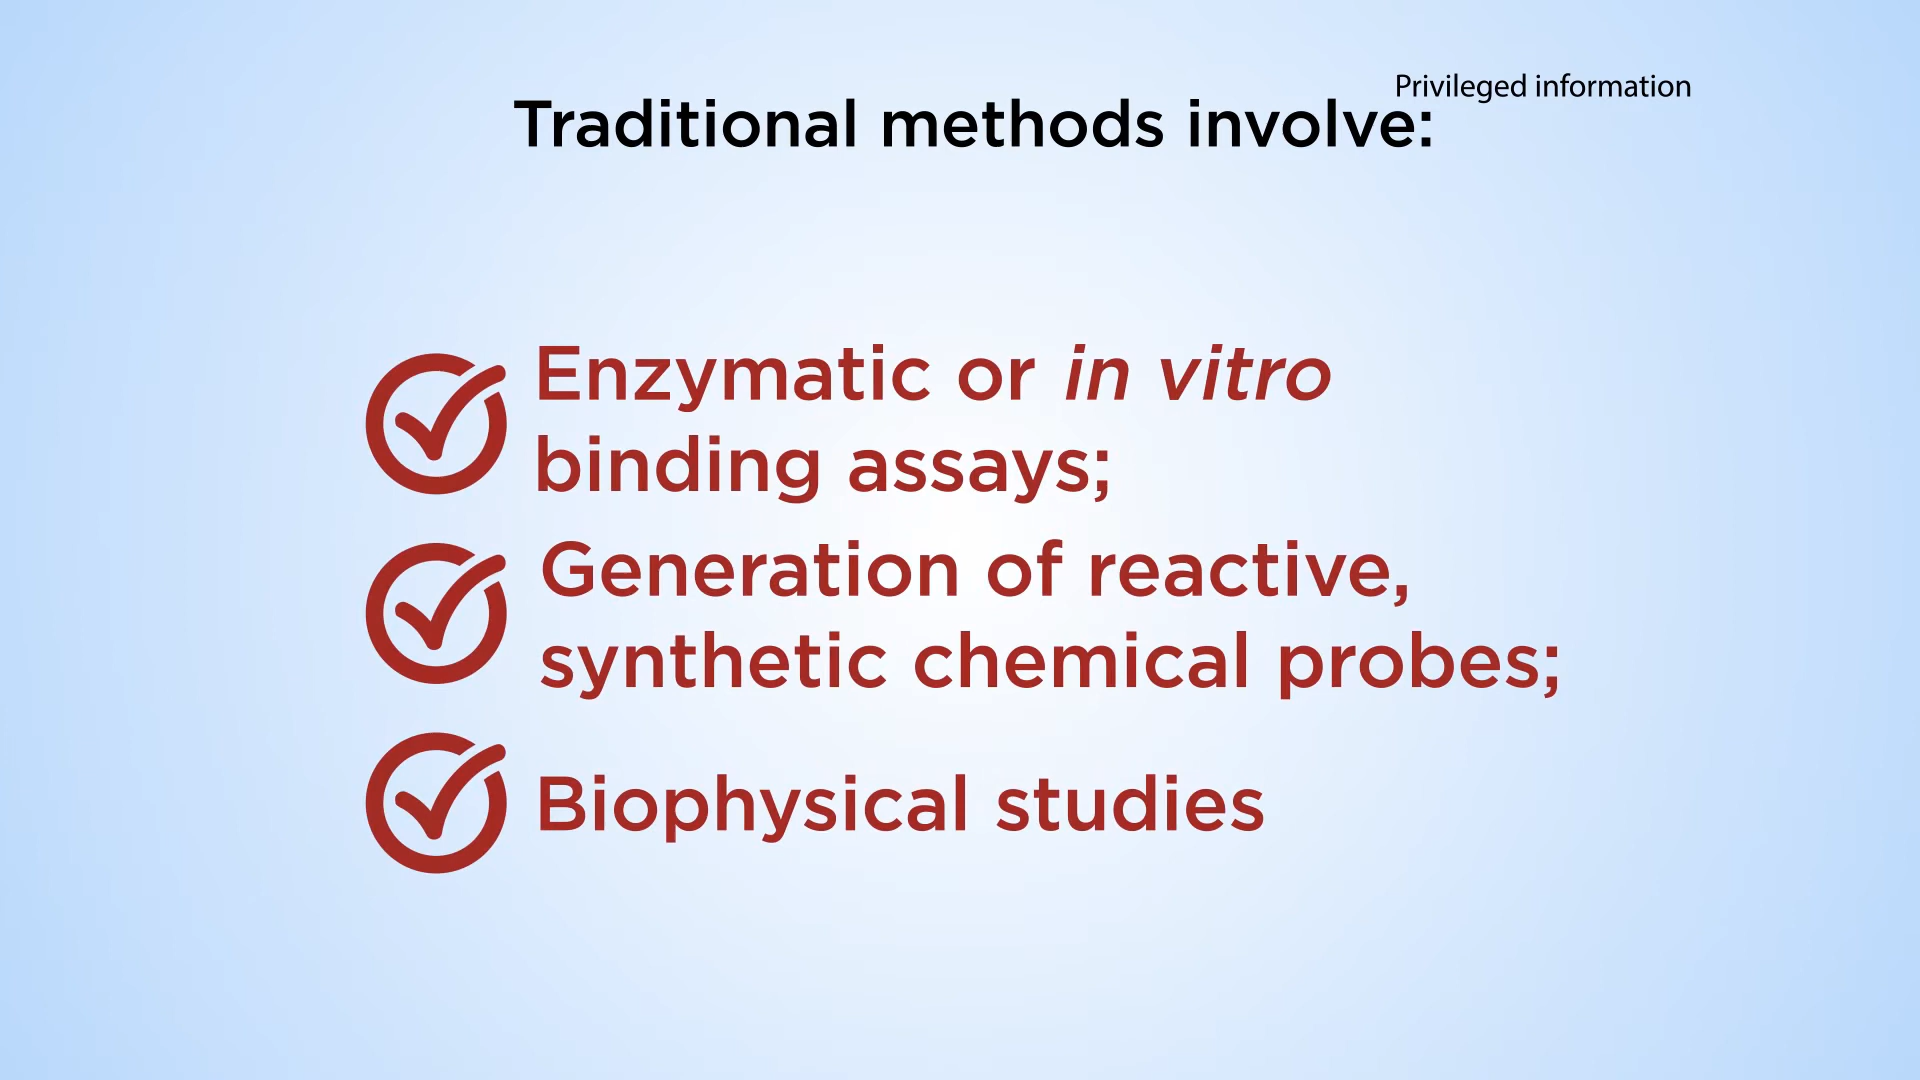 Privileged information
Traditional methods involve:
Enzymatic or in vitro
binding assays;
Generation of reactive,
synthetic chemical probes;
Biophysical studies